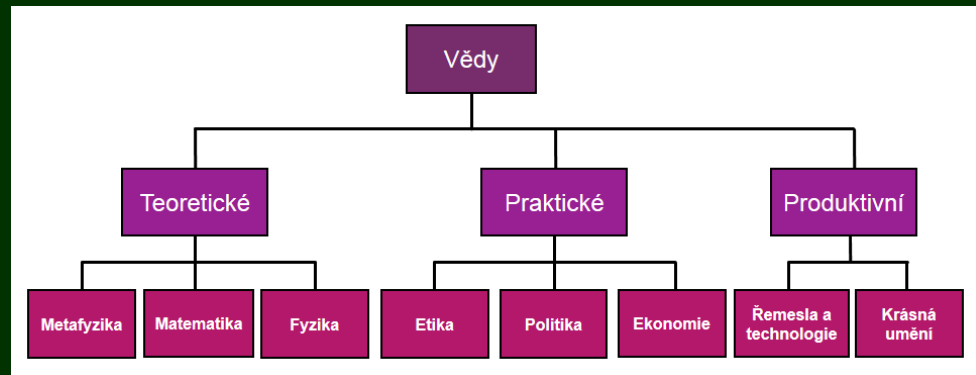 Vědy
Teoretické
Praktické
Produktivní
Metafyzika
Matematika
Fyzika
Etika
Politika
Ekonomie
Řemesla a
technologie
Krásná
umění